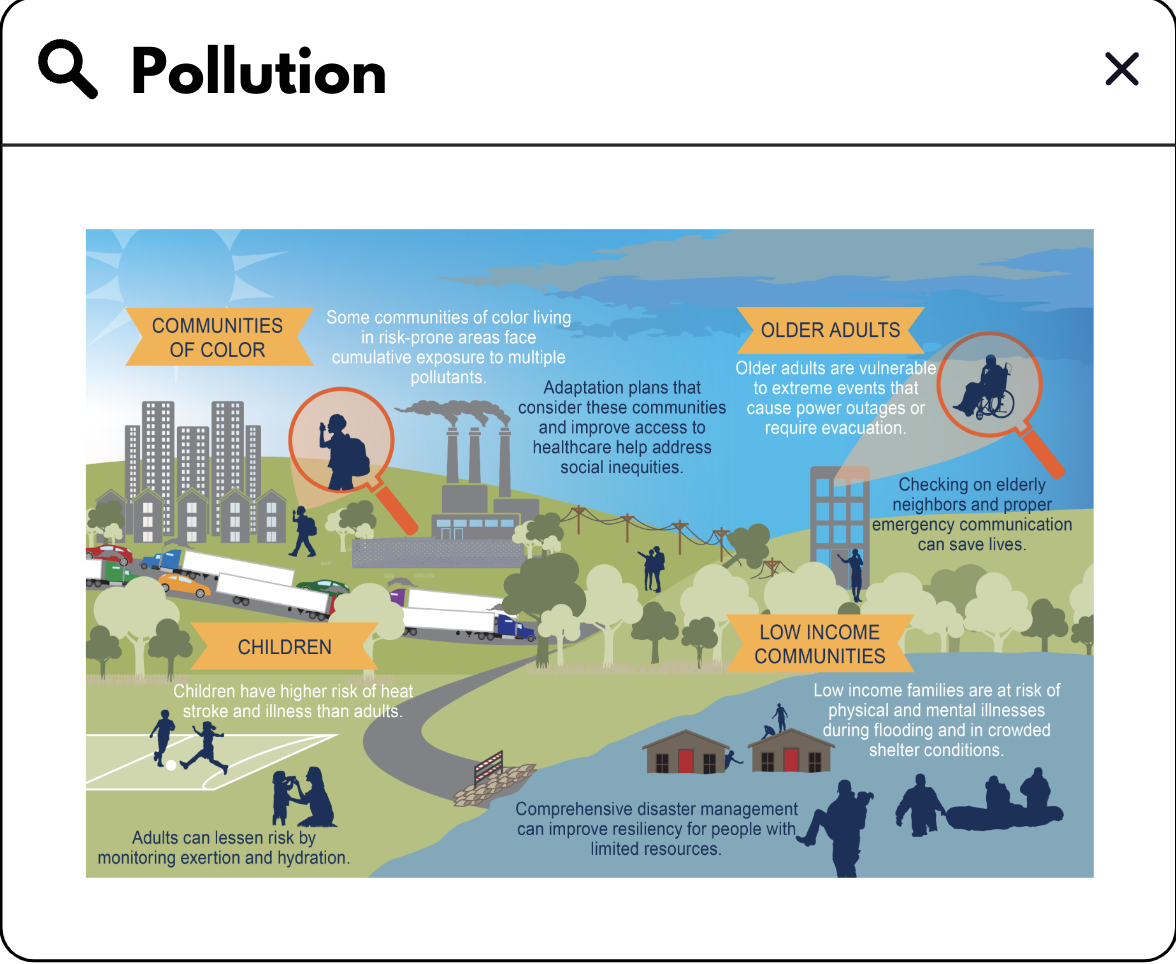 Pollution
COMMUNITIES
OF COLOR
Some communities of color living
in risk-prone areas face
cumulative exposure to multiple
pollutants.
Adaptation plans that
consider these communities
and improve access to
healthcare help address
social inequities.
OLDER ADULTS
Older adults are vulnerable
to extreme events that
cause power outages or
require evacuation.
Checking on elderly
neighbors and proper
emergency communication
can save lives.
CHILDREN
Children have higher risk of heat
stroke and illness than adults.
Adults can lessen risk by
monitoring exertion and hydration.
LOW INCOME
COMMUNITIES
Low income families are at risk of
physical and mental illnesses
during flooding and in crowded
shelter conditions.
Comprehensive disaster management
can improve resiliency for people with
limited resources.